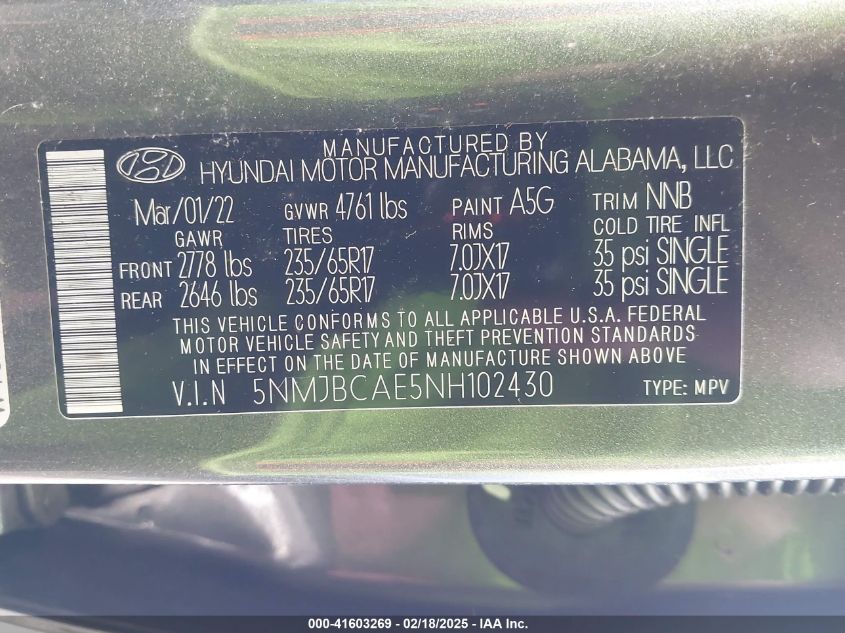 MANUFACTURED BY
HYUNDAI MOTOR MANUFACTURING ALABAMA, LLC
Mar/01/22 GVWR 4761 lbs PAINT A5G TRIM NNB
GAWR TIRES RIMS COLD TIRE INFL
FRONT 2778 lbs 235/65R17 7.0JX17 35 psi SINGLE
REAR 2646 lbs 235/65R17 7.0JX17 35 psi SINGLE
THIS VEHICLE CONFORMS TO ALL APPLICABLE U.S.A. FEDERAL
MOTOR VEHICLE SAFETY AND THEFT PREVENTION STANDARDS
IN EFFECT ON THE DATE OF MANUFACTURE SHOWN ABOVE
V.I.N 5NMJBCAE5NH102430 TYPE: MPV
000-41603269 - 02/18/2025 - IAA Inc.